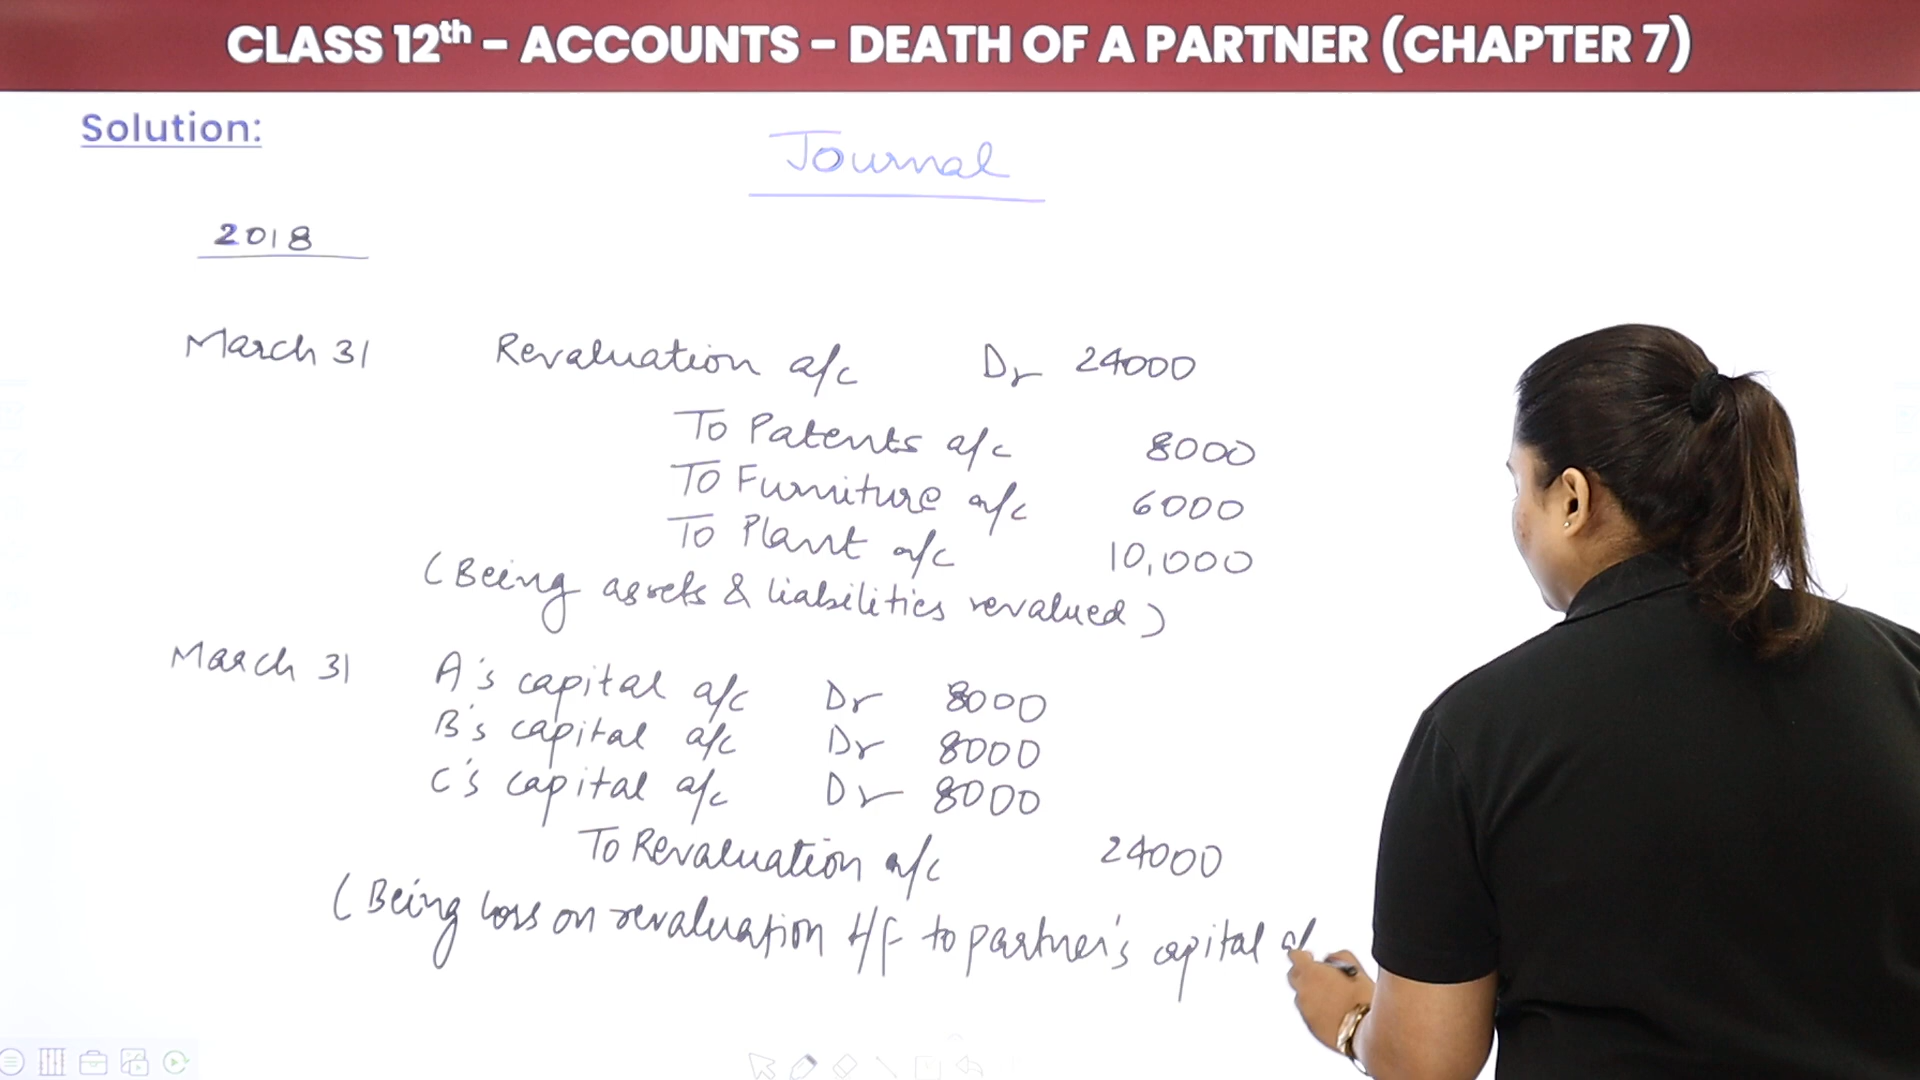 CLASS 12th - ACCOUNTS - DEATH OF A PARTNER (CHAPTER 7)
Solution:
Journal
2018
March 31 Revaluation a/c Dr 24000
To Patents a/c 8000
To Furniture a/c 6000
To Plant a/c 10,000
(Being assets & liabilities revalued)
March 31 A's capital a/c Dr 8000
B's capital a/c Dr 8000
C's capital a/c Dr 8000
To Revaluation a/c 24000
(Being loss on revaluation t/f to partner's capital a/